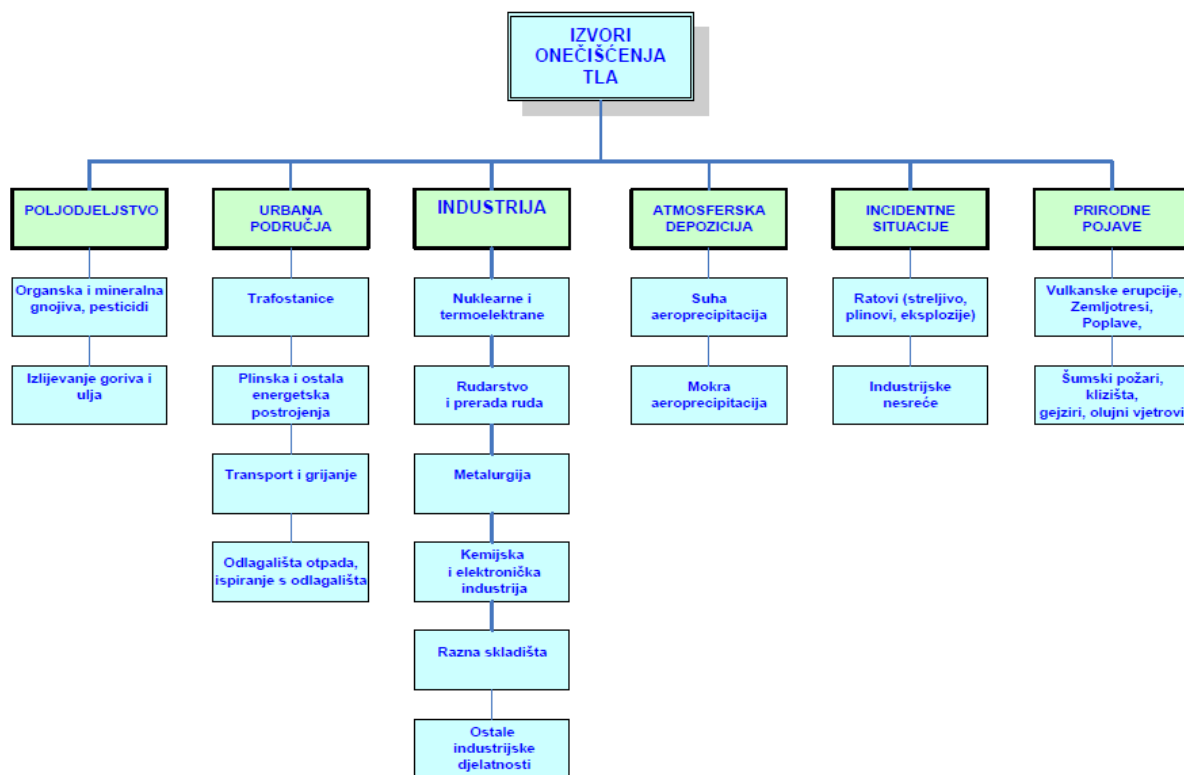 IZVORI
ONEČIŠĆENJA
TLA
POLJODJELJSTVO
URBANA
PODRUČJA
INDUSTRIJA
ATMOSFERSKA
DEPOZICIJA
INCIDENTNE
SITUACIJE
PRIRODNE
POJAVE
Organska i mineralna
gnojiva, pesticidi
Izlijevanje goriva i
ulja
Trafostanice
Plinska i ostala
energetska
postrojenja
Transport i grijanje
Odlagališta otpada,
ispiranje s odlagališta
Nuklearne i
termoelektrane
Rudarstvo
i prerada ruda
Metalurgija
Kemijska
i elektronička
industrija
Razna skladišta
Ostale
industrijske
djelatnosti
Suha
aeroprecipitacija
Mokra
aeroprecipitacija
Ratovi (streljivo,
plinovi, eksplozije)
Industrijske
nesreće
Vulkanske erupcije,
Zemljotresi,
Poplave,
Šumski požari,
klizišta,
gejziri, olujni vjetrovi